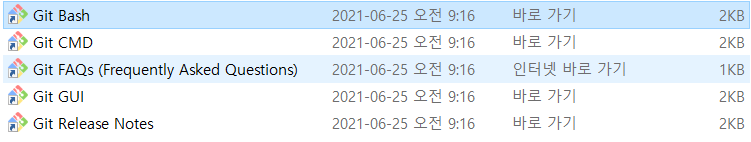 Git Bash 2021-06-25 오전 9:16 바로 가기 2KB
Git CMD 2021-06-25 오전 9:16 바로 가기 2KB
Git FAQs (Frequently Asked Questions) 2021-06-25 오전 9:16 인터넷 바로 가기 1KB
Git GUI 2021-06-25 오전 9:16 바로 가기 2KB
Git Release Notes 2021-06-25 오전 9:16 바로 가기 2KB